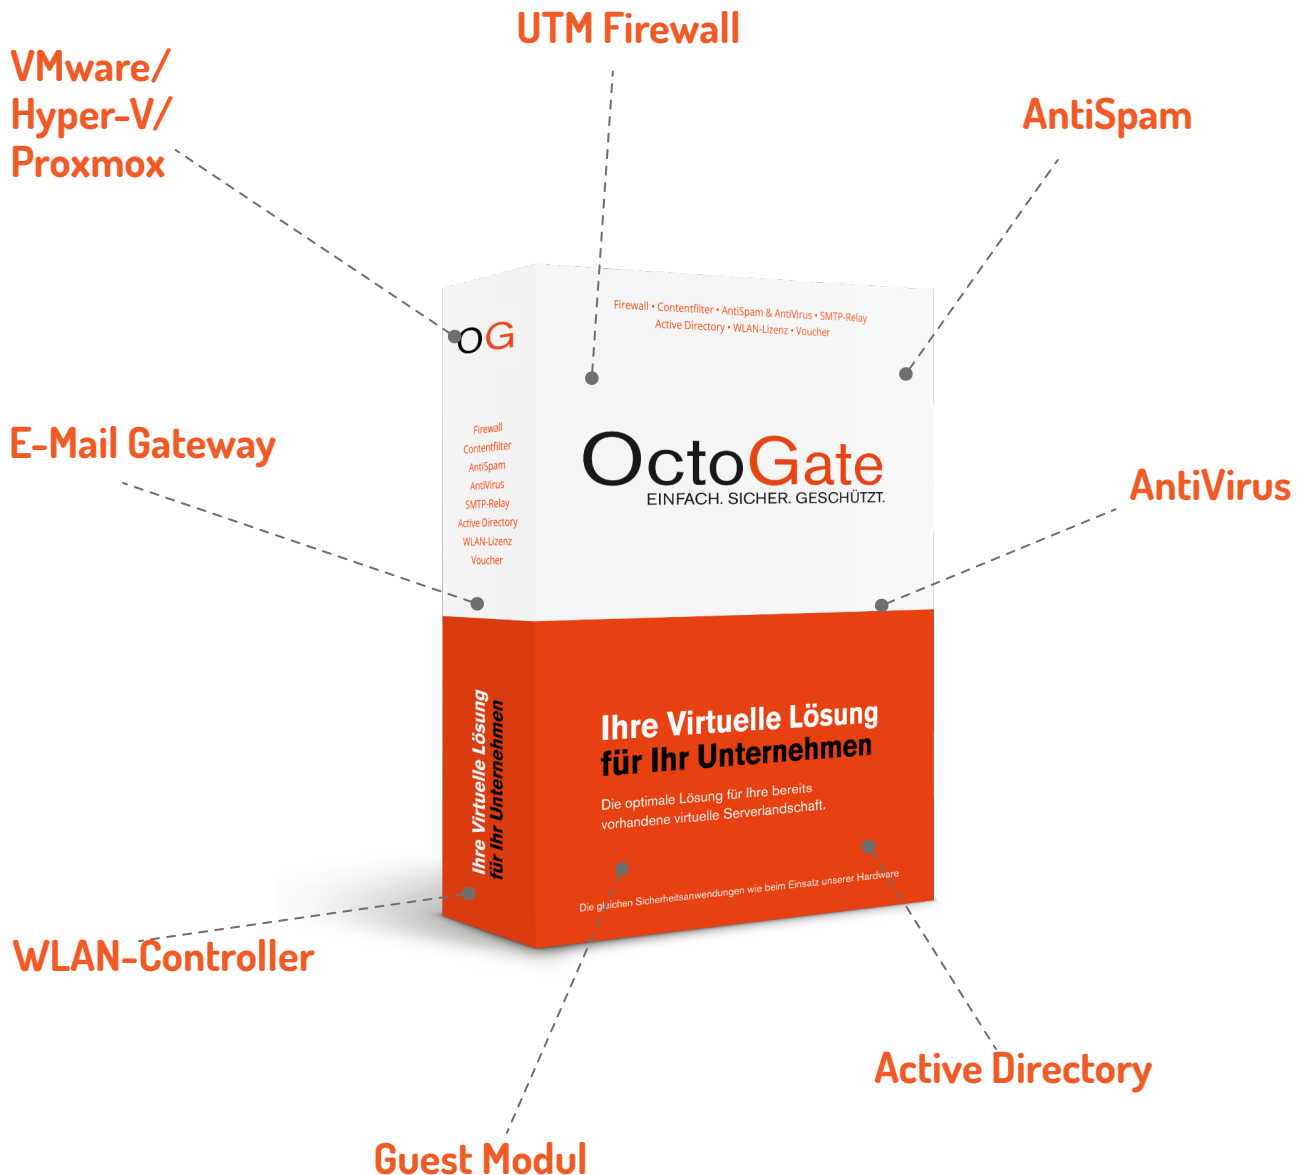 UTM Firewall
VMware/
Hyper-V/
Proxmox
AntiSpam
Firewall • Contentfilter • AntiSpam & AntiVirus • SMTP-Relay
Active Directory • WLAN-Lizenz • Voucher
OG
Firewall
Contentfilter
AntiSpam
AntiVirus
SMTP-Relay
Active Directory
WLAN-Lizenz
Voucher
OctoGate
EINFACH. SICHER. GESCHÜTZT.
E-Mail Gateway
AntiVirus
Ihre Virtuelle Lösung
für Ihr Unternehmen
Ihre Virtuelle Lösung
für Ihr Unternehmen
Die optimale Lösung für Ihre bereits
vorhandene virtuelle Serverlandschaft.
Die gleichen Sicherheitsanwendungen wie beim Einsatz unserer Hardware
WLAN-Controller
Active Directory
Guest Modul